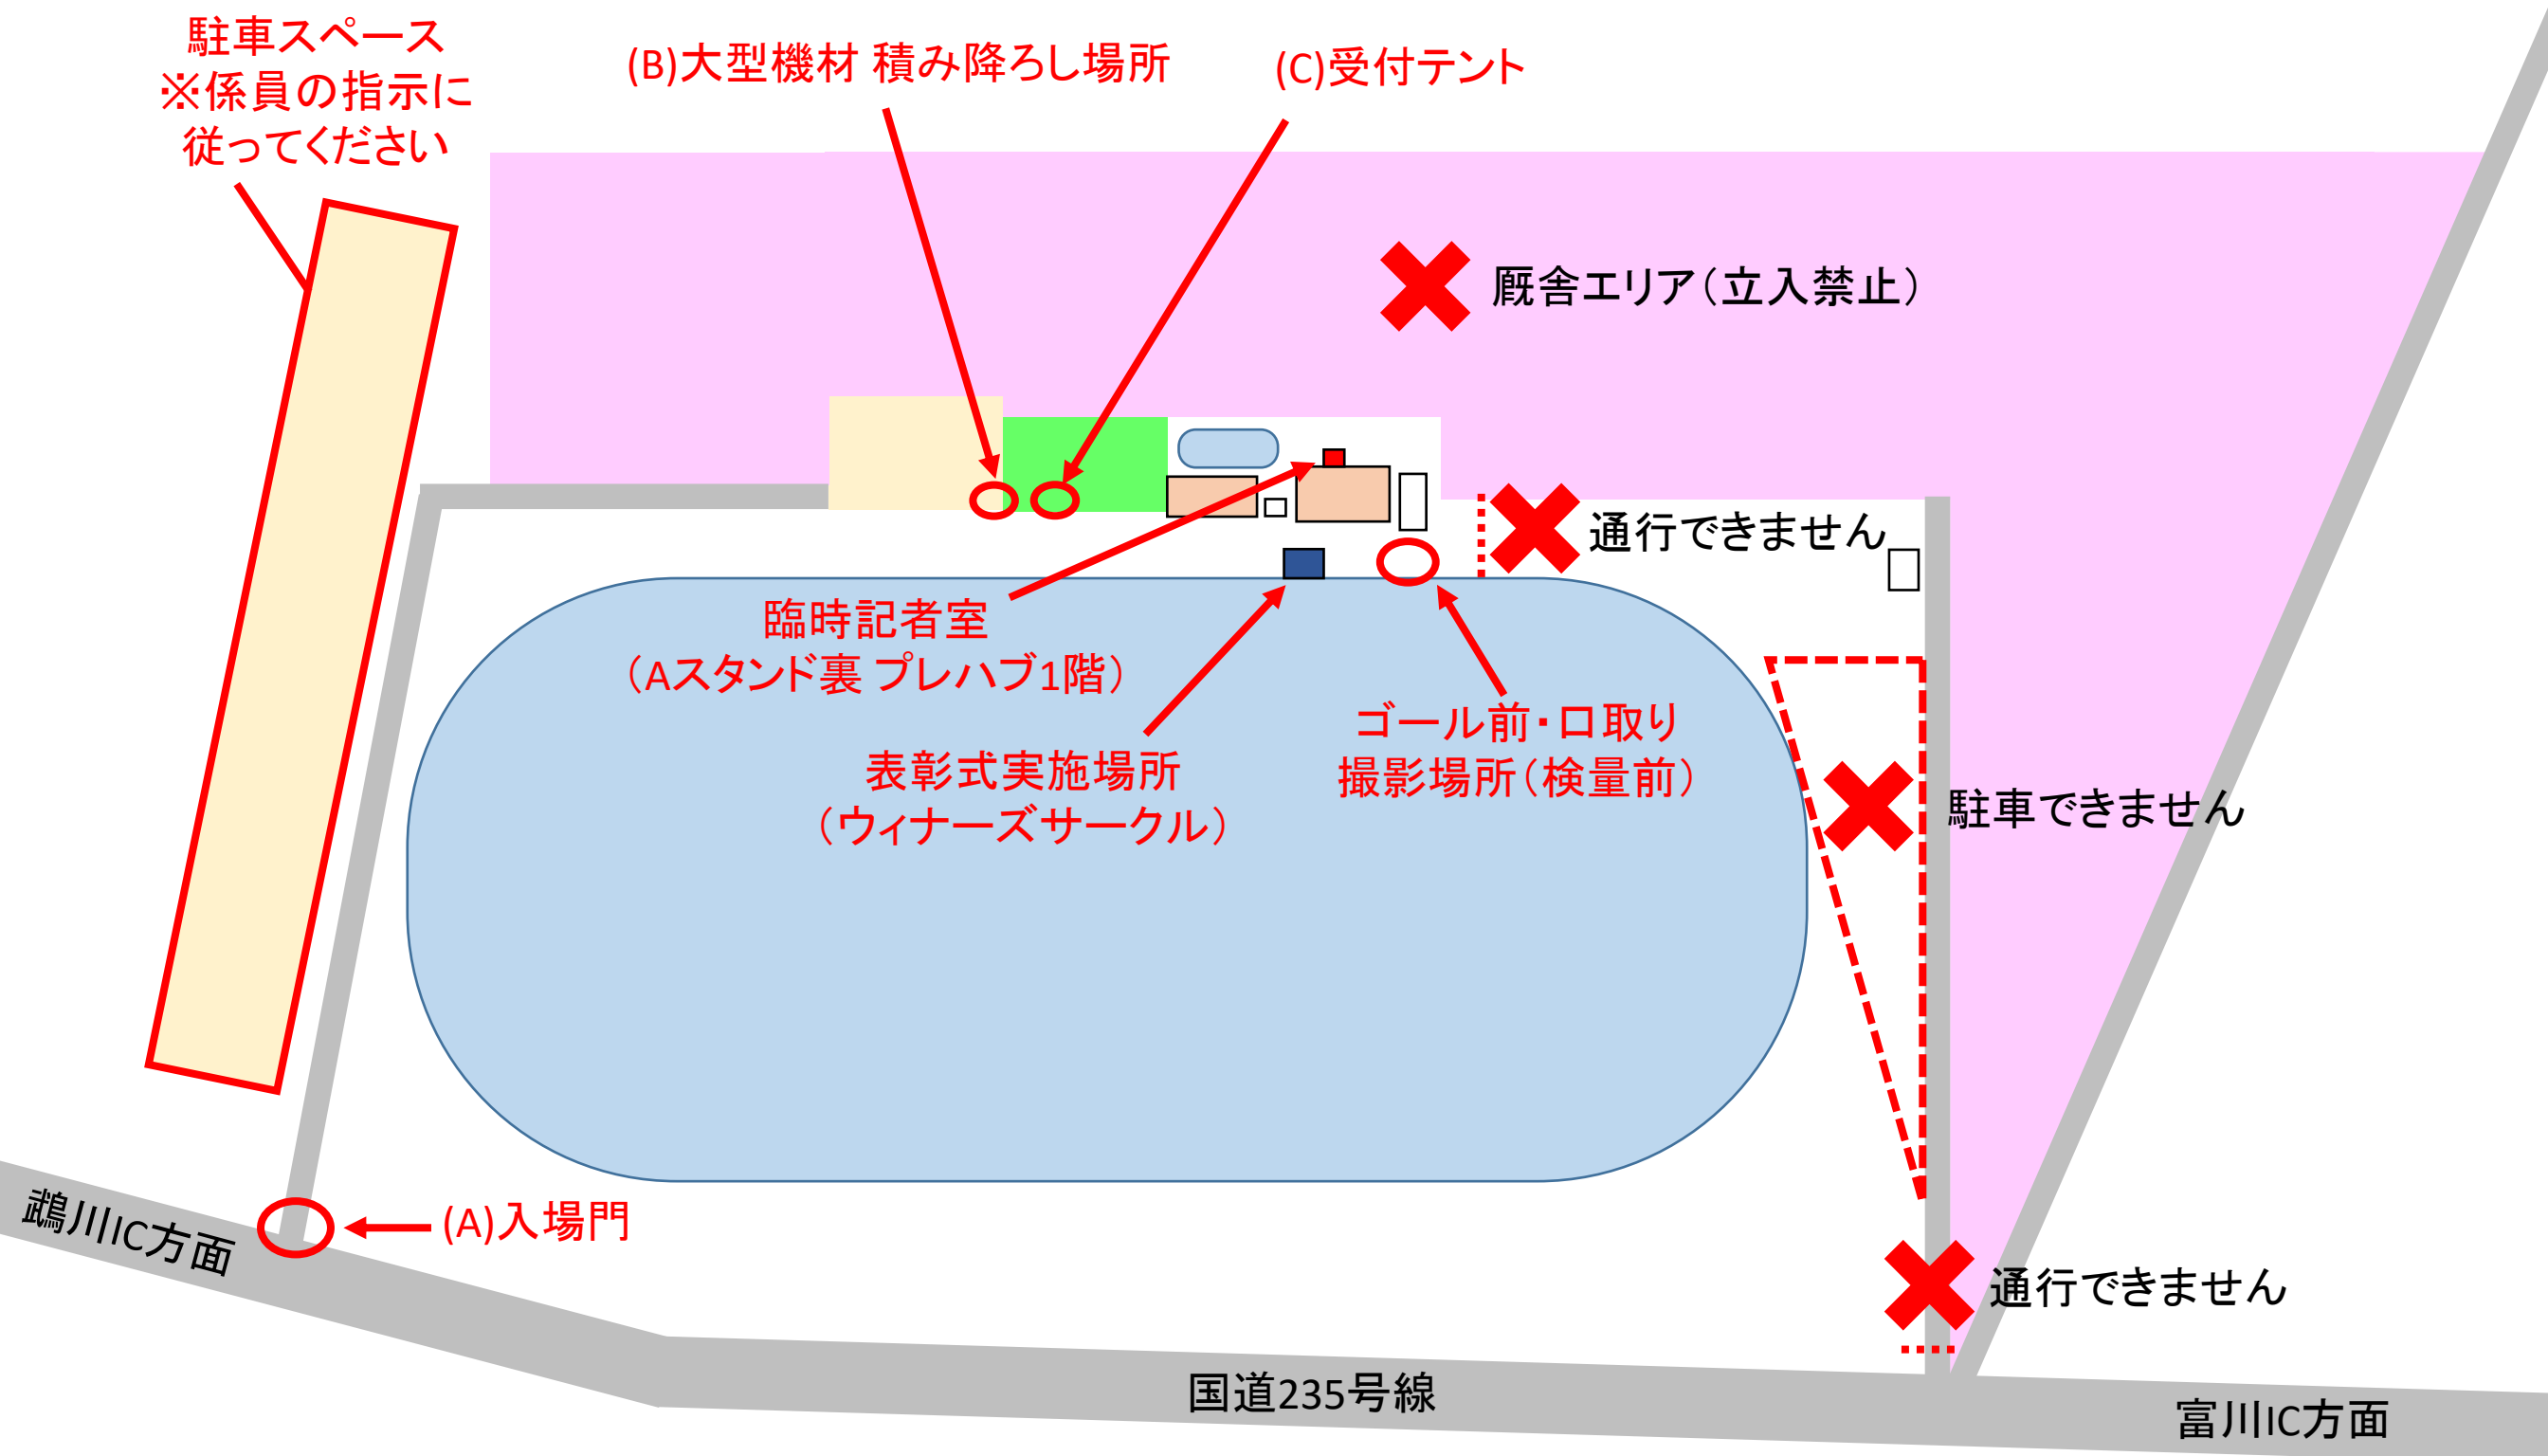 駐車スペース
※係員の指示に
従ってください
(B)大型機材 積み降ろし場所
(C)受付テント
厩舎エリア（立入禁止）
通行できません
臨時記者室
（Aスタンド裏 プレハブ1階）
ゴール前・口取り
撮影場所（検量前）
表彰式実施場所
（ウィナーズサークル）
駐車できません
(A)入場門
鵡川IC方面
通行できません
国道235号線
富川IC方面